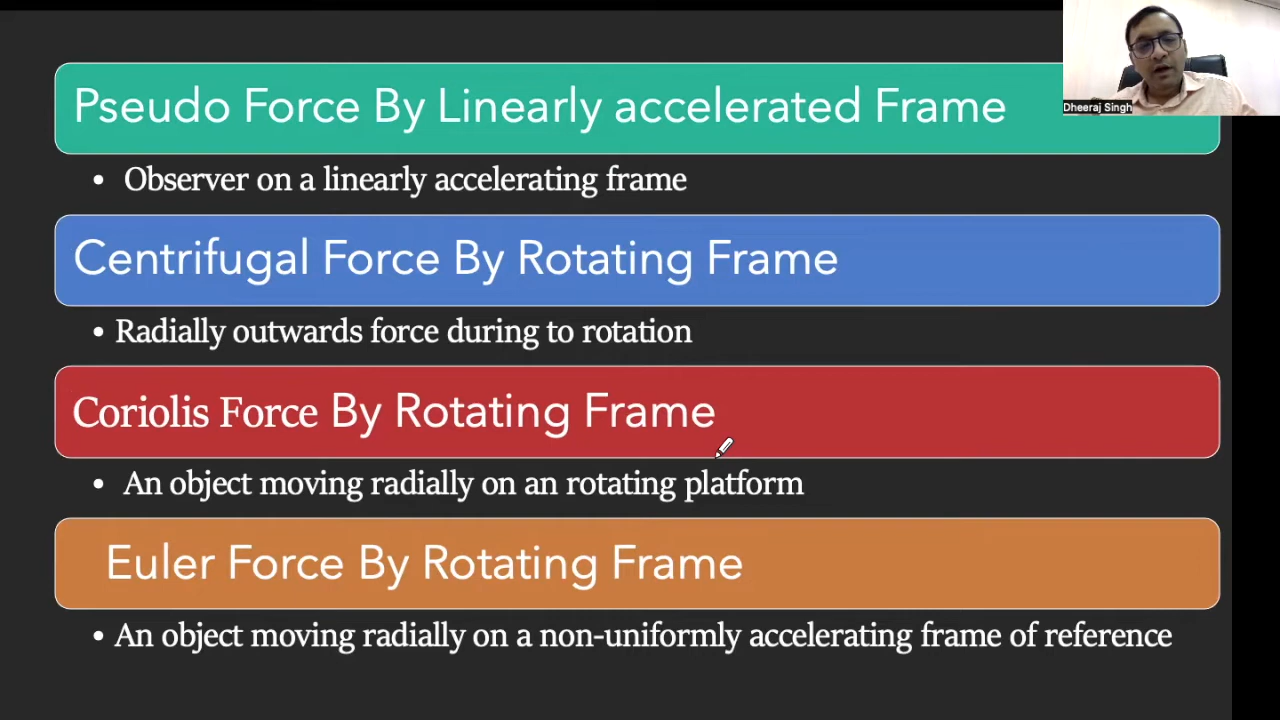 Pseudo Force By Linearly accelerated Frame
Dheeraj Singh
• Observer on a linearly accelerating frame
Centrifugal Force By Rotating Frame
• Radially outwards force during to rotation
Coriolis Force By Rotating Frame
• An object moving radially on an rotating platform
Euler Force By Rotating Frame
• An object moving radially on a non-uniformly accelerating frame of reference